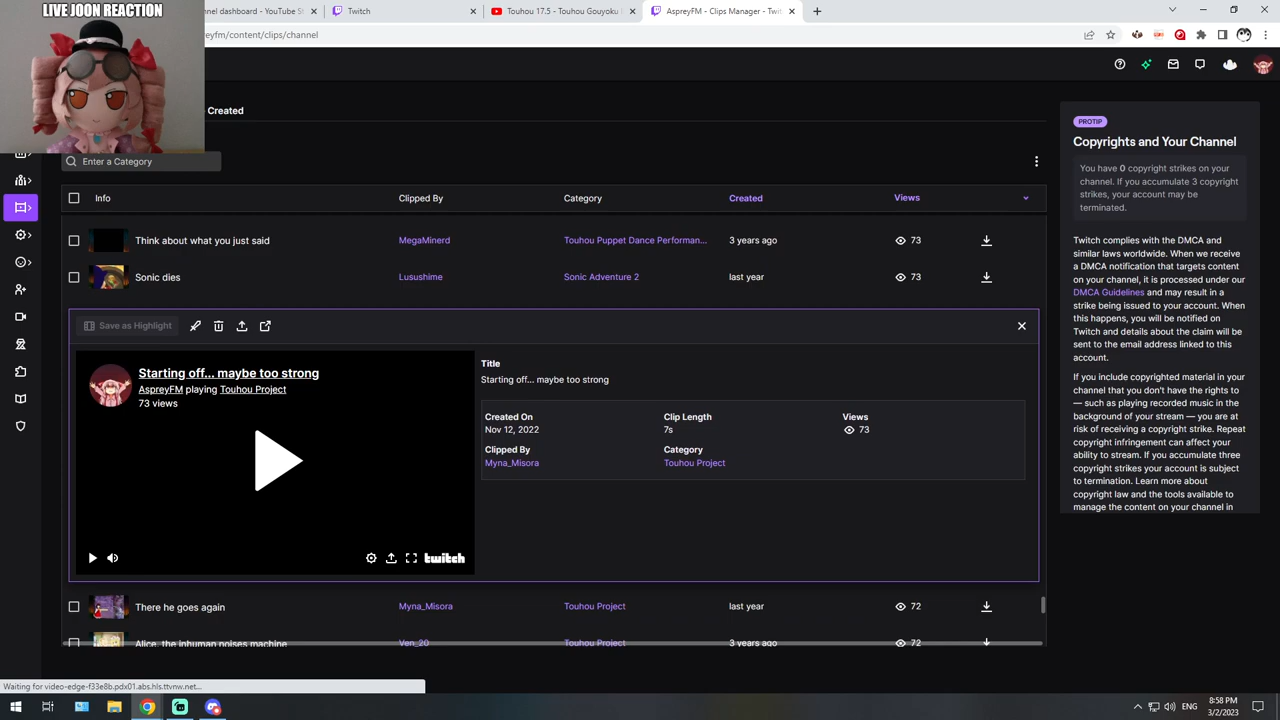 LIVE JOON REACTION
nnel dashboard - YouTube St
Twitch
Touhou 17.5 - Touhou Gouyoku
AspreyFM - Clips Manager - Twit
eyfm/content/clips/channel
Created
Enter a Category
Info Clipped By Category Created Views
Think about what you just said MegaMinerd Touhou Puppet Dance Performan... 3 years ago 73
Sonic dies Lusushime Sonic Adventure 2 last year 73
Save as Highlight
Starting off... maybe too strong
AspreyFM playing Touhou Project
73 views
twitch
Title
Starting off... maybe too strong
Created On Clip Length Views
Nov 12, 2022 7s 73
Clipped By Category
Myna_Misora Touhou Project
There he goes again Myna_Misora Touhou Project last year 72
Alice, the inhuman noises machine Ven_20 Touhou Project 3 years ago 72
PROTIP
Copyrights and Your Channel
You have 0 copyright strikes on
your channel. If you accumulate 3 copyright
strikes, your account may be
terminated.
Twitch complies with the DMCA and
similar laws worldwide. When we receive
a DMCA notification that targets content
on your channel, it is processed under our
DMCA Guidelines and may result in a
strike being issued to your account. When
this happens, you will be notified on
Twitch and details about the claim will be
sent to the email address linked to this
account.
If you include copyrighted material in your
channel that you don't have the rights to
— such as playing recorded music in the
background of your stream — you are at
risk of receiving a copyright strike. Repeat
copyright infringement can affect your
ability to stream. If you accumulate three
copyright strikes your account is subject
to termination. Learn more about
copyright law and the tools available to
manage the content on your channel in
Waiting for video-edge-f33e8b.pdx01.abs.hls.ttvnw.net...
ENG
8:58 PM
3/2/2023